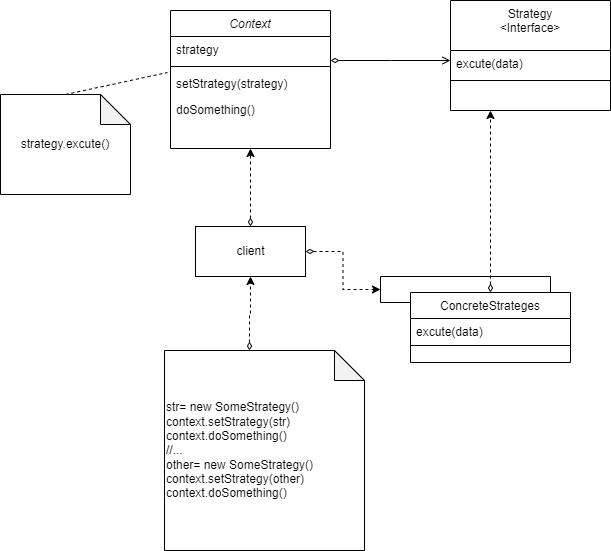 Context
strategy
setStrategy(strategy)
doSomething()
Strategy
<Interface>
excute(data)
strategy.excute()
client
ConcreteStrateges
excute(data)
str= new SomeStrategy()
context.setStrategy(str)
context.doSomething()
//...
other= new SomeStrategy()
context.setStrategy(other)
context.doSomething()